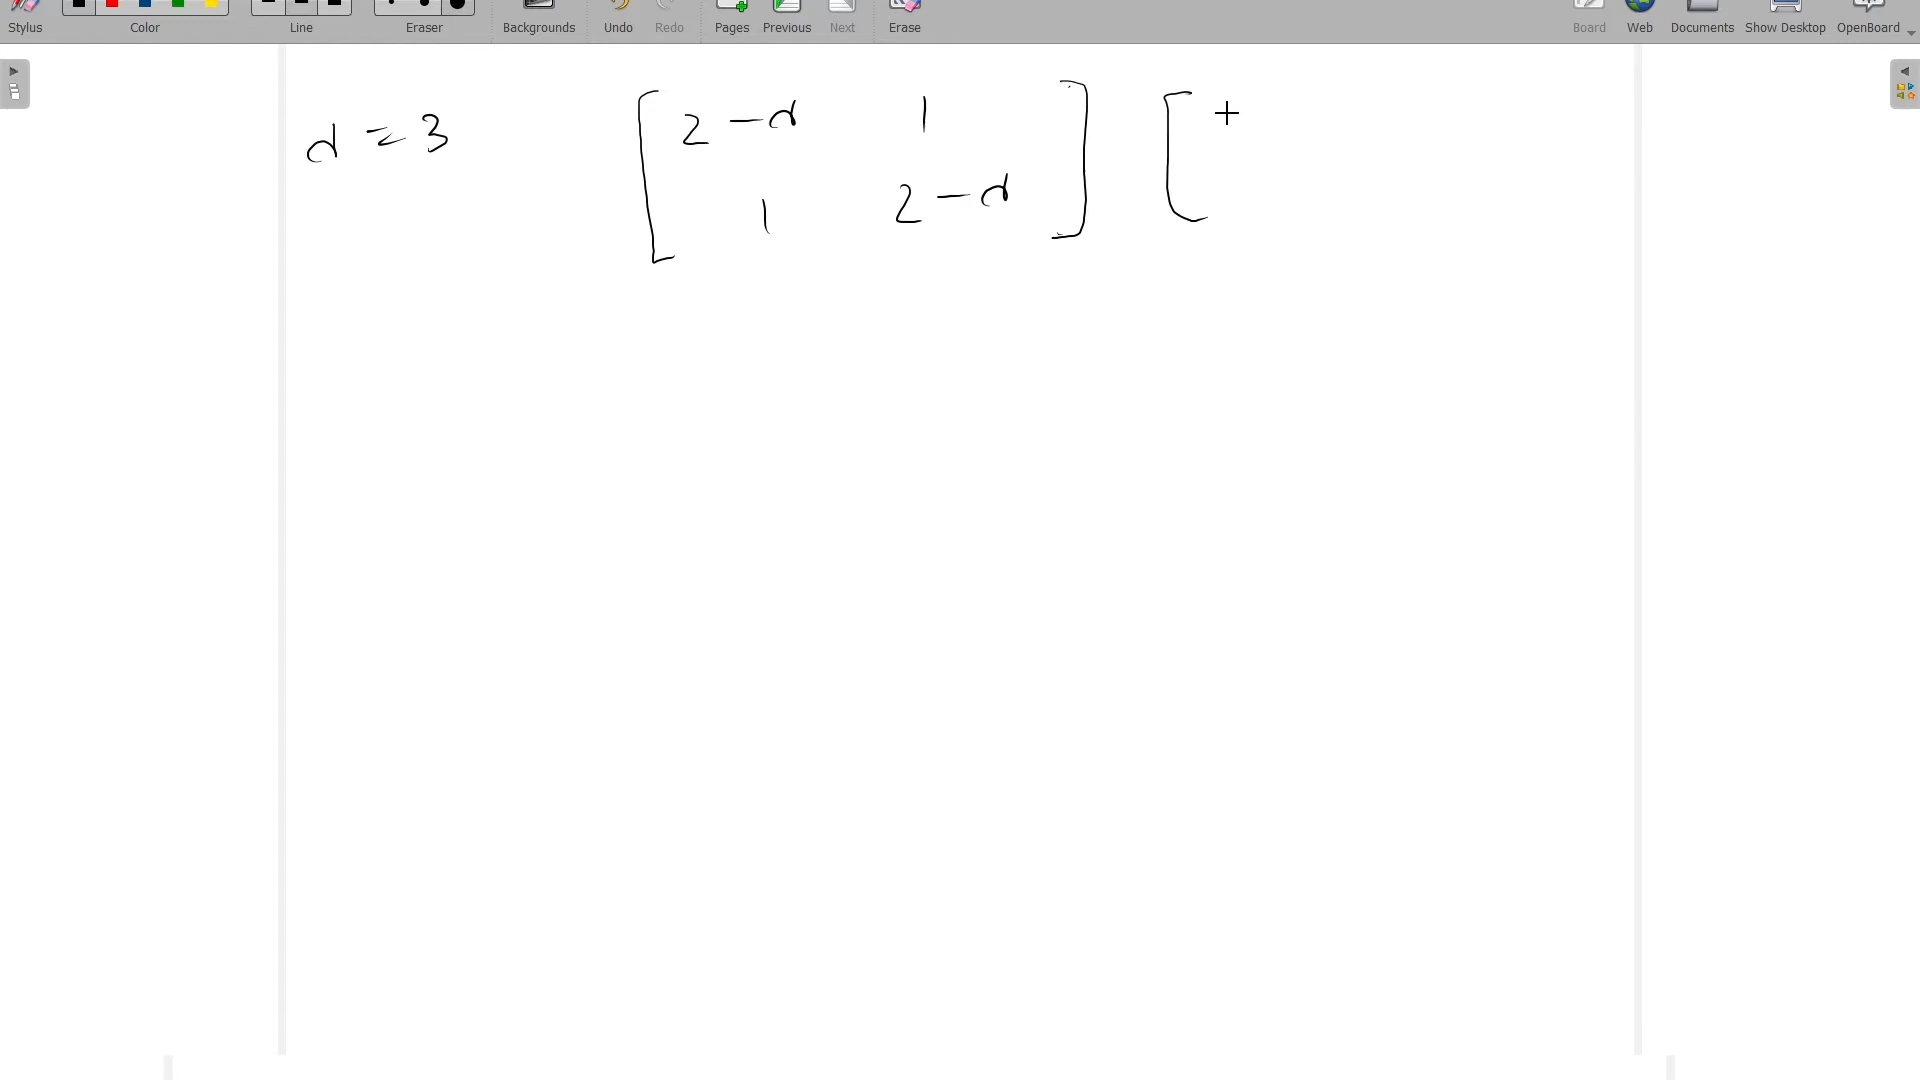 Stylus Color Line Eraser Backgrounds Undo Redo Pages Previous Next Erase Board Web Documents Show Desktop OpenBoard
d = 3 [ 2 - d 1 ] [
1 2 - d